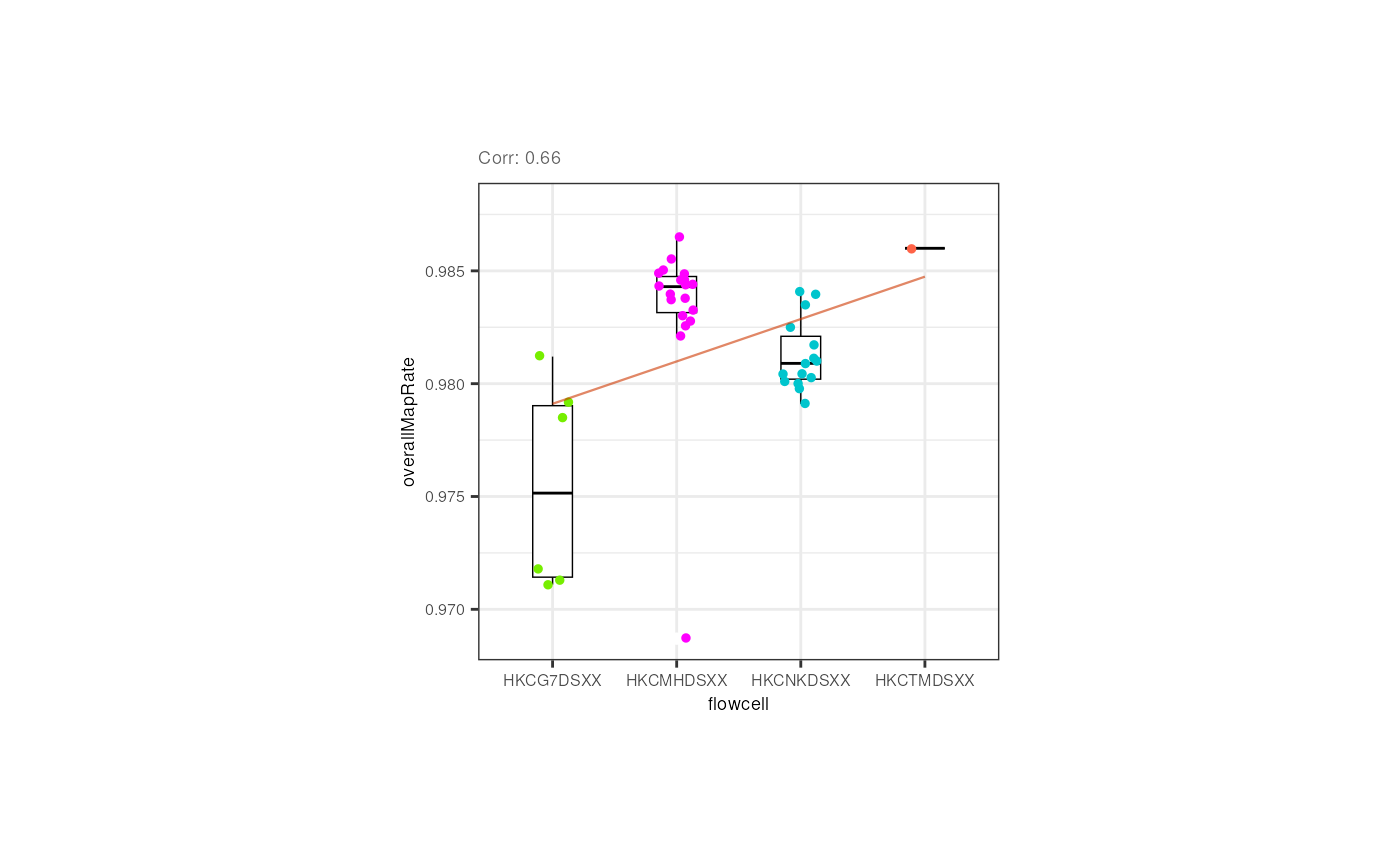 Corr: 0.66
0.985
0.980
0.975
0.970
overallMapRate
HKCG7DSXX HKCMHDSXX HKCNKDSXX HKCTMDSXX
flowcell